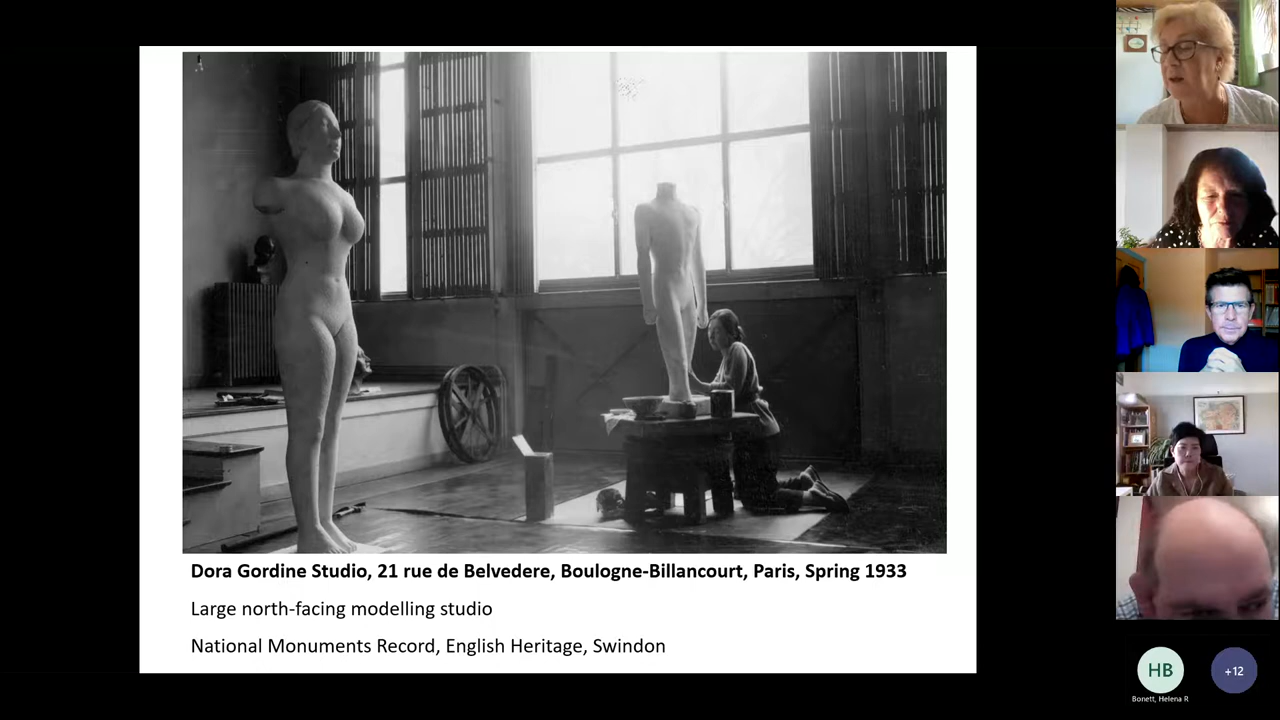 Dora Gordine Studio, 21 rue de Belvedere, Boulogne-Billancourt, Paris, Spring 1933
Large north-facing modelling studio
National Monuments Record, English Heritage, Swindon
HB
+12
Bonett, Helena R